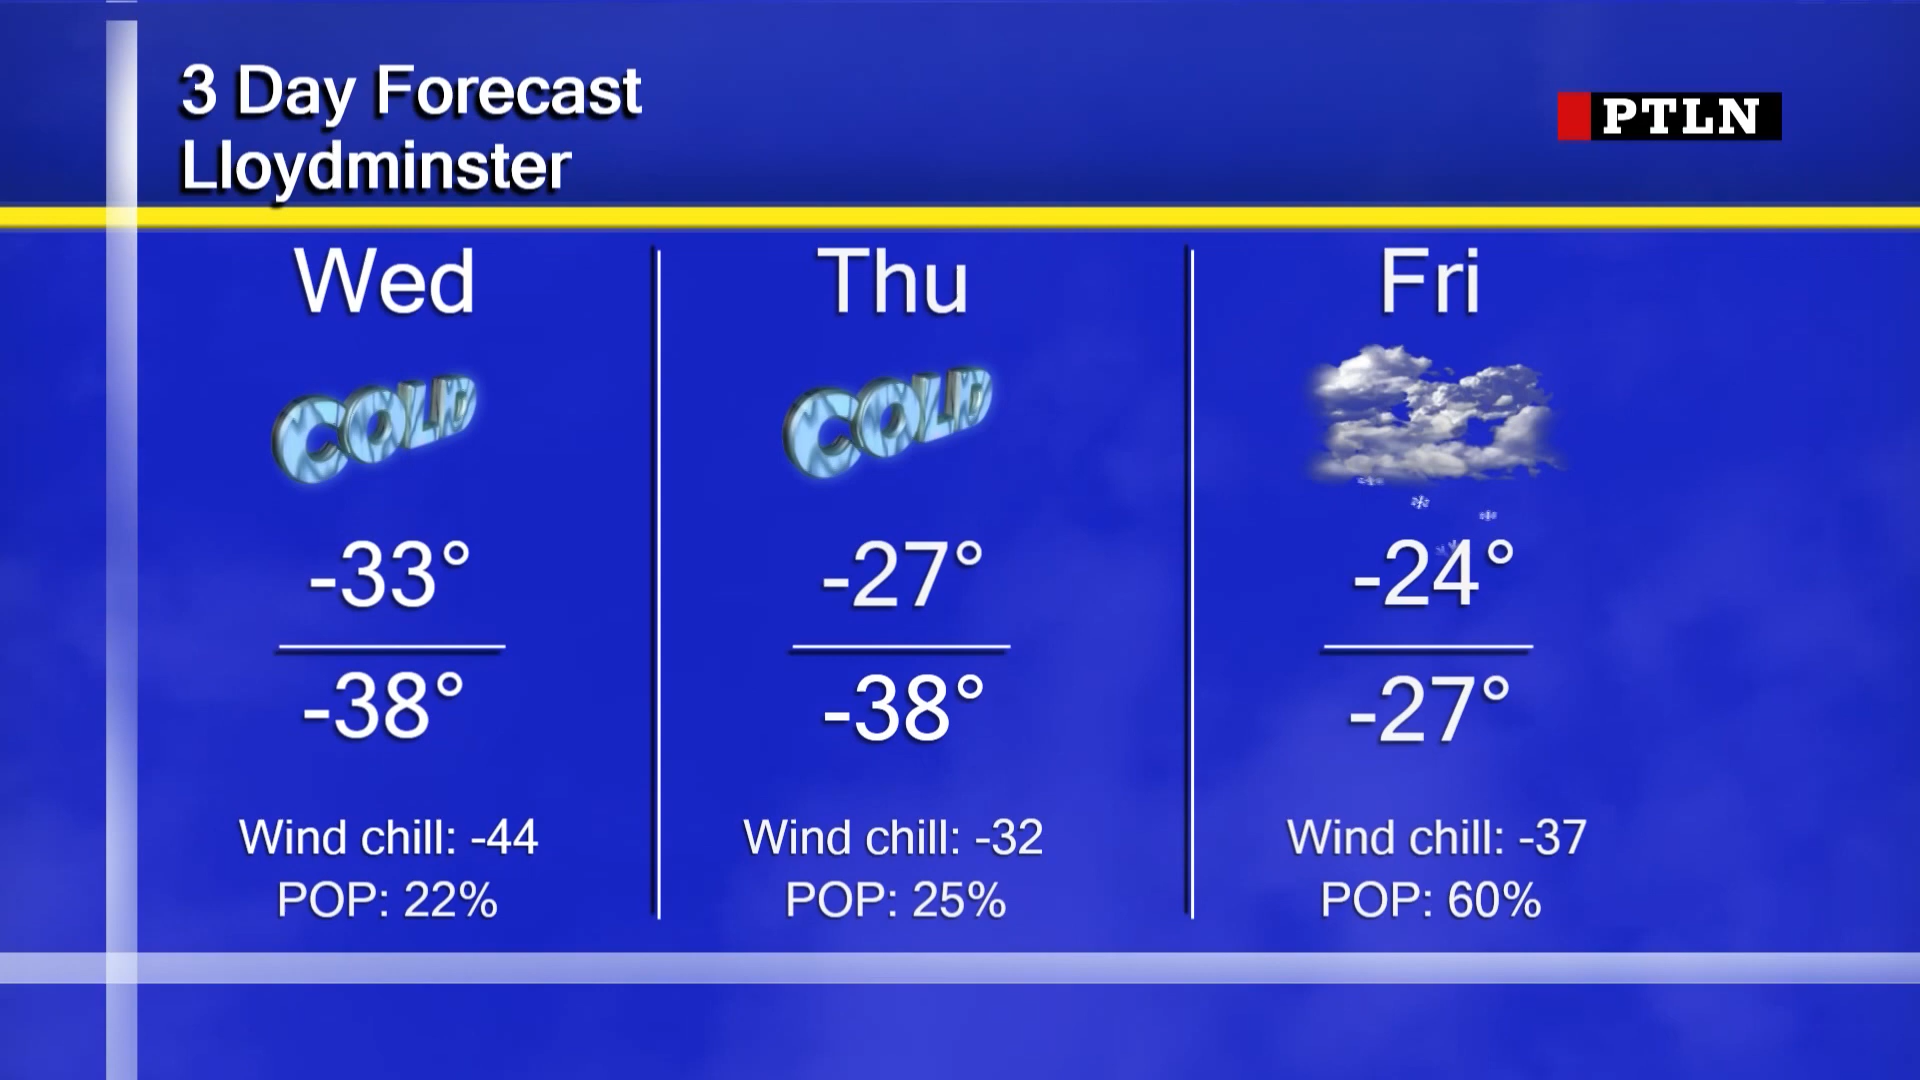 3 Day Forecast
Lloydminster
PTLN
Wed
COLD
-33°
-38°
Wind chill: -44
POP: 22%
Thu
COLD
-27°
-38°
Wind chill: -32
POP: 25%
Fri
-24°
-27°
Wind chill: -37
POP: 60%